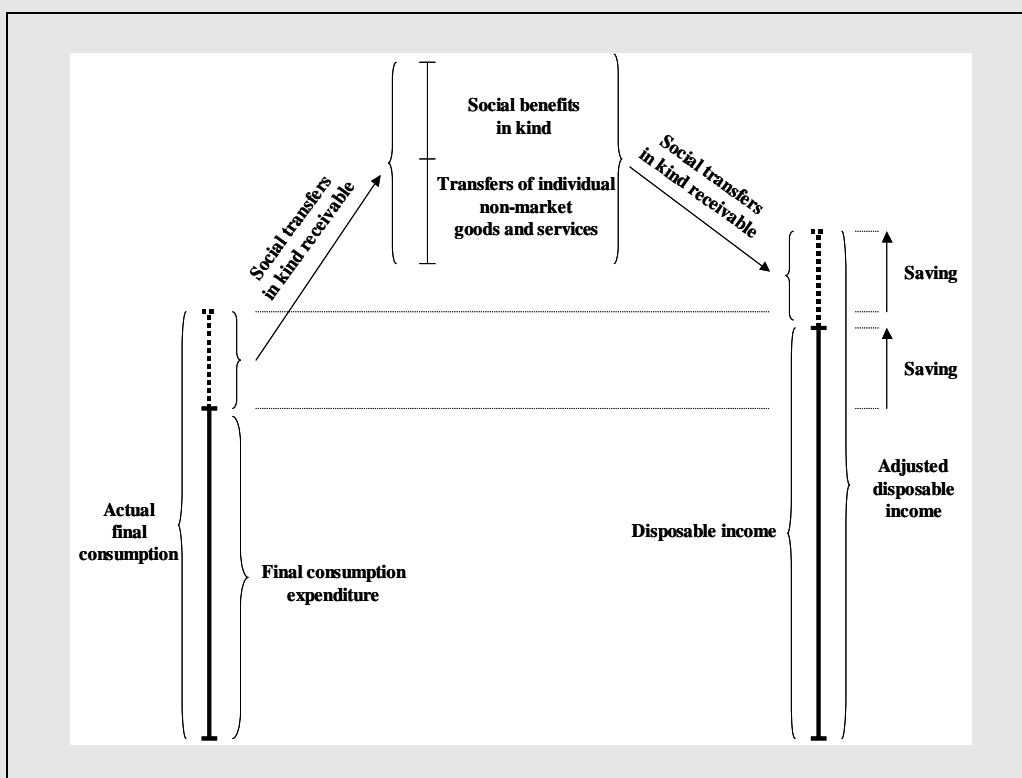 Social benefits
in kind
Transfers of individual
non-market
goods and services
Social transfers
in kind receivable
Social transfers
in kind receivable
Saving
Saving
Actual
final
consumption
Final consumption
expenditure
Disposable income
Adjusted
disposable
income